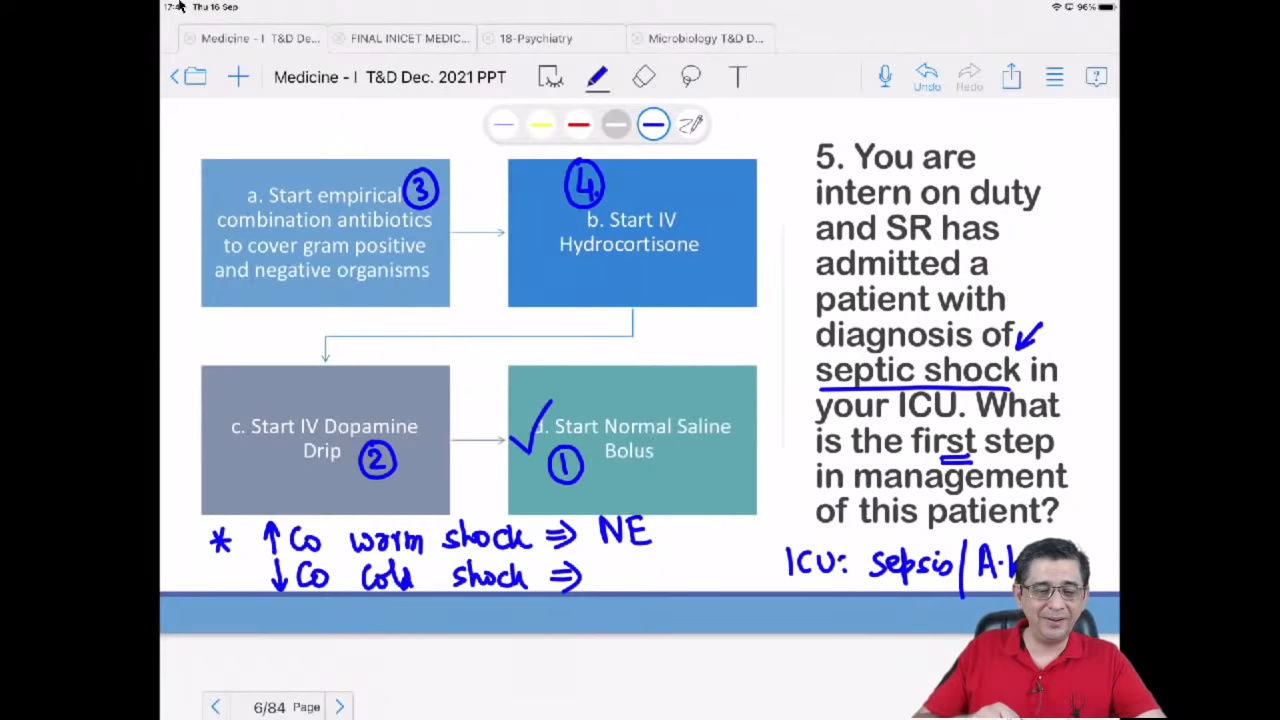 Thu 16 Sep
96%
Medicine - I T&D De...
FINAL INICET MEDIC...
18-Psychiatry
Microbiology T&D D...
Medicine - I T&D Dec. 2021 PPT
T
Undo
Redo
a. Start empirical
combination antibiotics
to cover gram positive
and negative organisms
3
b. Start IV
Hydrocortisone
4
c. Start IV Dopamine
Drip
2
d. Start Normal Saline
Bolus
1
5. You are
intern on duty
and SR has
admitted a
patient with
diagnosis of
septic shock in
your ICU. What
is the first step
in management
of this patient?
* ↑ Co warm shock ⇒ NE
↓ Co cold shock ⇒
ICU: sepsis/
6/84 Page